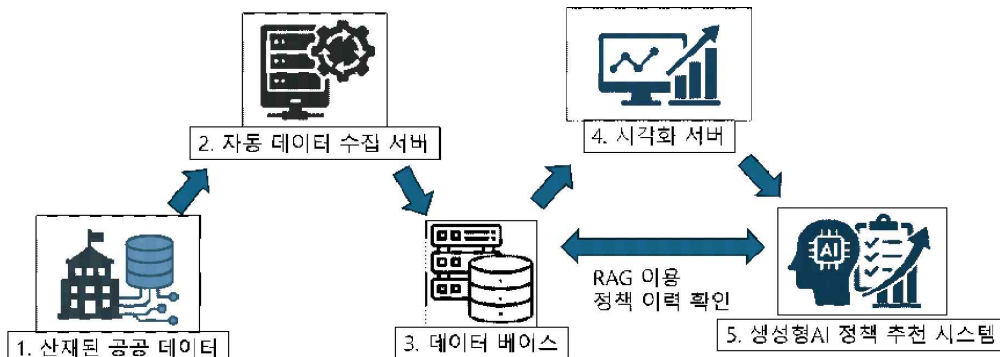 2. 자동 데이터 수집 서버
4. 시각화 서버
AI
RAG 이용
정책 이력 확인
1. 산재된 공공 데이터
3. 데이터 베이스
5. 생성형AI 정책 추천 시스템